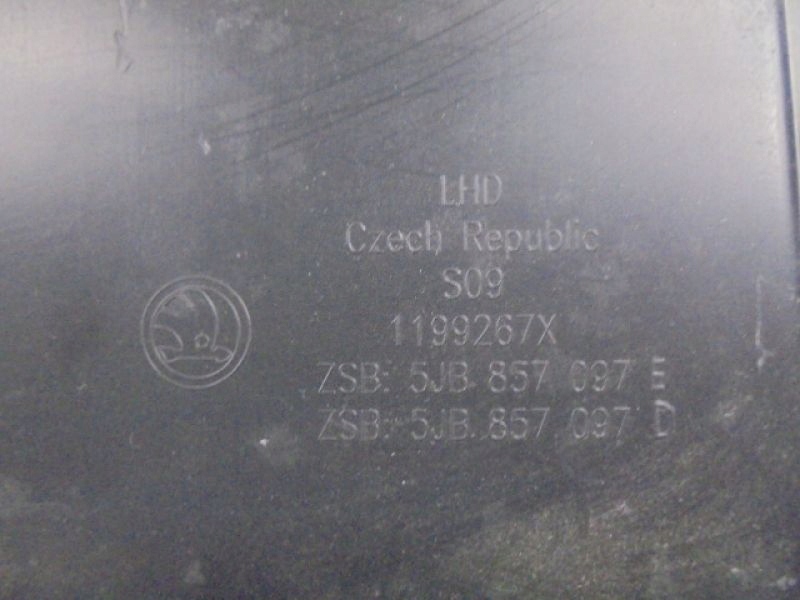 LHD
Czech Republic
S09
1199267X
ZSB: 5JB 857 097 E
ZSB: 5JB 857 097 D